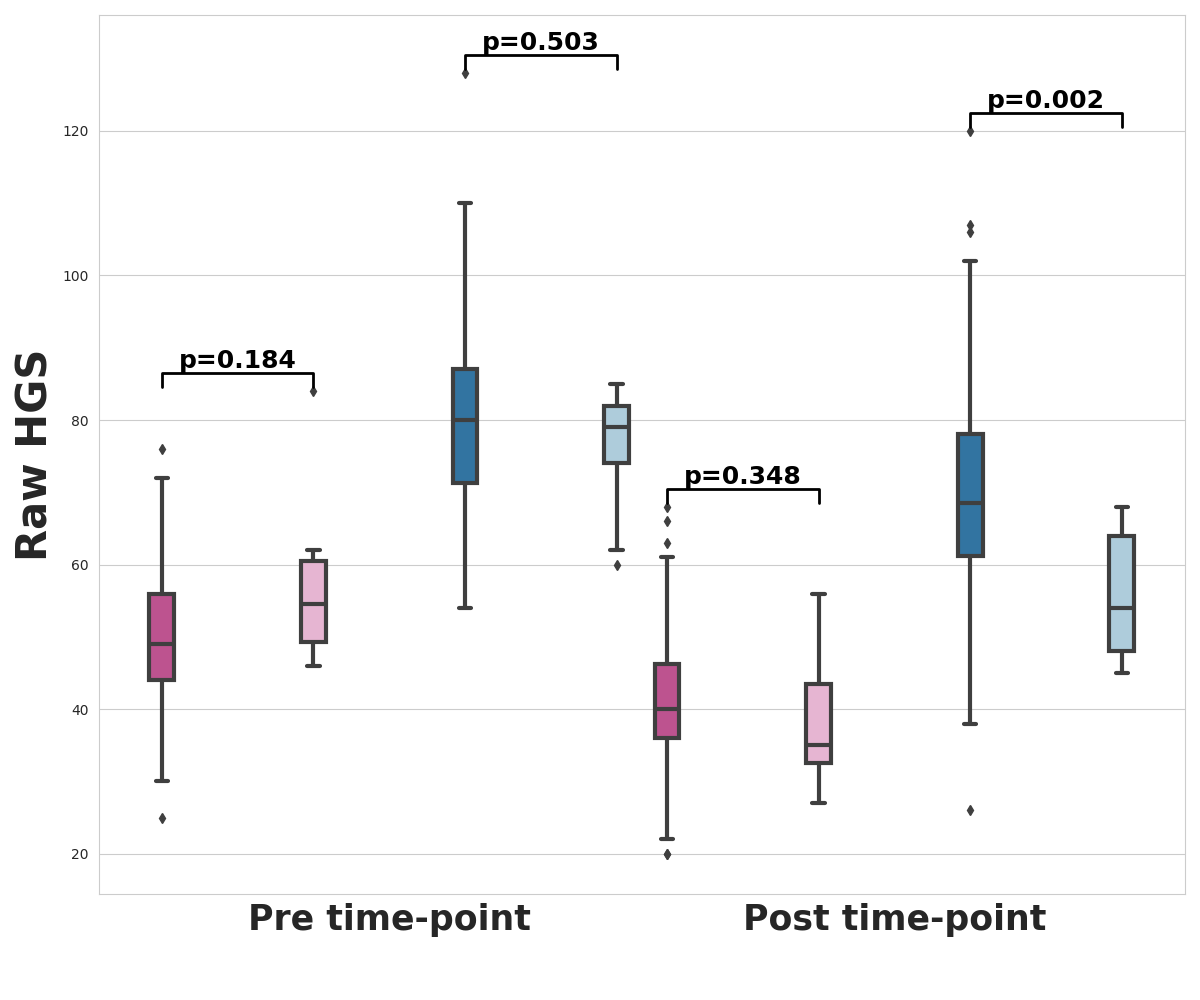 p=0.503
p=0.002
120
100
p=0.184
80
p=0.348
Raw HGS
60
40
20
Pre time-point
Post time-point